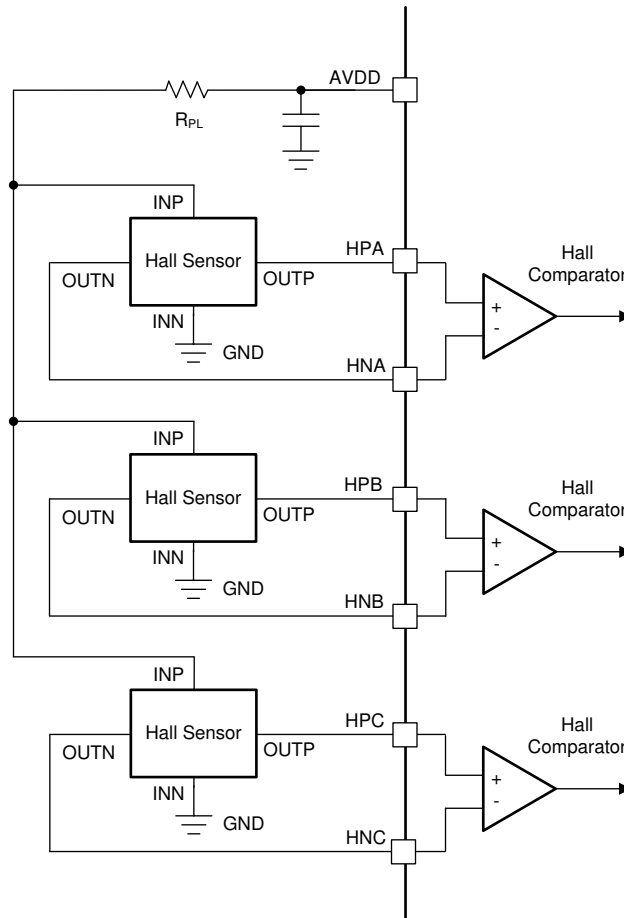 AVDD
RPL
INP
Hall Sensor
OUTN
OUTP
INN
GND
HPA
HNA
Hall
Comparator
+
-
INP
Hall Sensor
OUTN
OUTP
INN
GND
HPB
HNB
Hall
Comparator
+
-
INP
Hall Sensor
OUTN
OUTP
INN
GND
HPC
HNC
Hall
Comparator
+
-